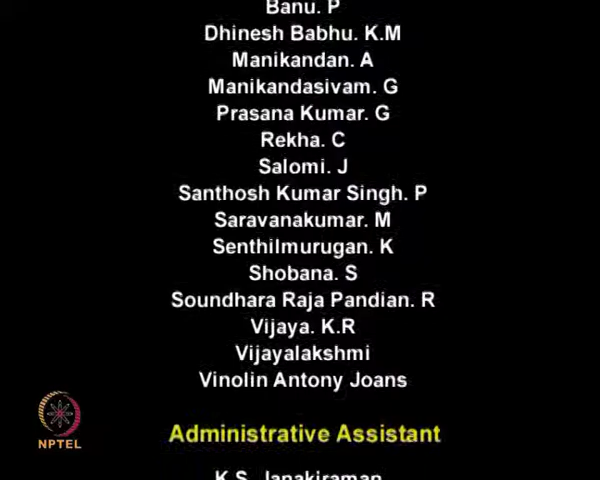 Banu. P
Dhinesh Babhu. K.M
Manikandan. A
Manikandasivam. G
Prasana Kumar. G
Rekha. C
Salomi. J
Santhosh Kumar Singh. P
Saravanakumar. M
Senthilmurugan. K
Shobana. S
Soundhara Raja Pandian. R
Vijaya. K.R
Vijayalakshmi
Vinolin Antony Joans
NPTEL
Administrative Assistant
K.S. Janakiraman